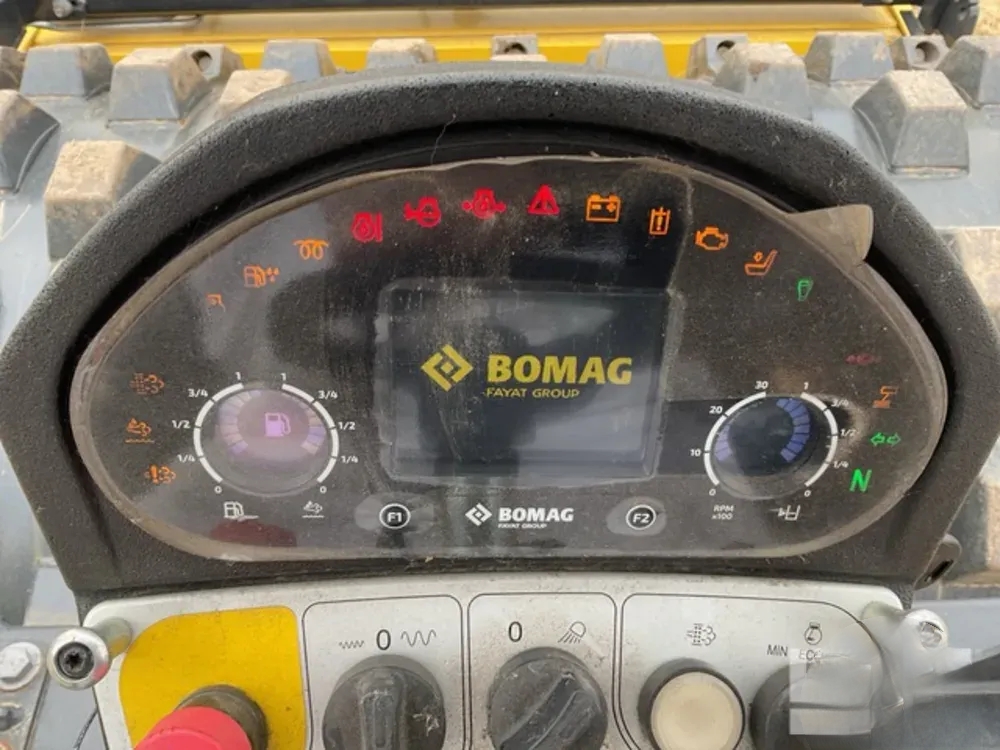 BOMAG
FAYAT GROUP
3/4 1 1 3/4
1/2 1/2
1/4 1/4
0 0
30 1
20 3/4
1/2
10 1/4
0 0
N
RPM
x100
F1
BOMAG
FAYAT GROUP
F2
0
0
MIN